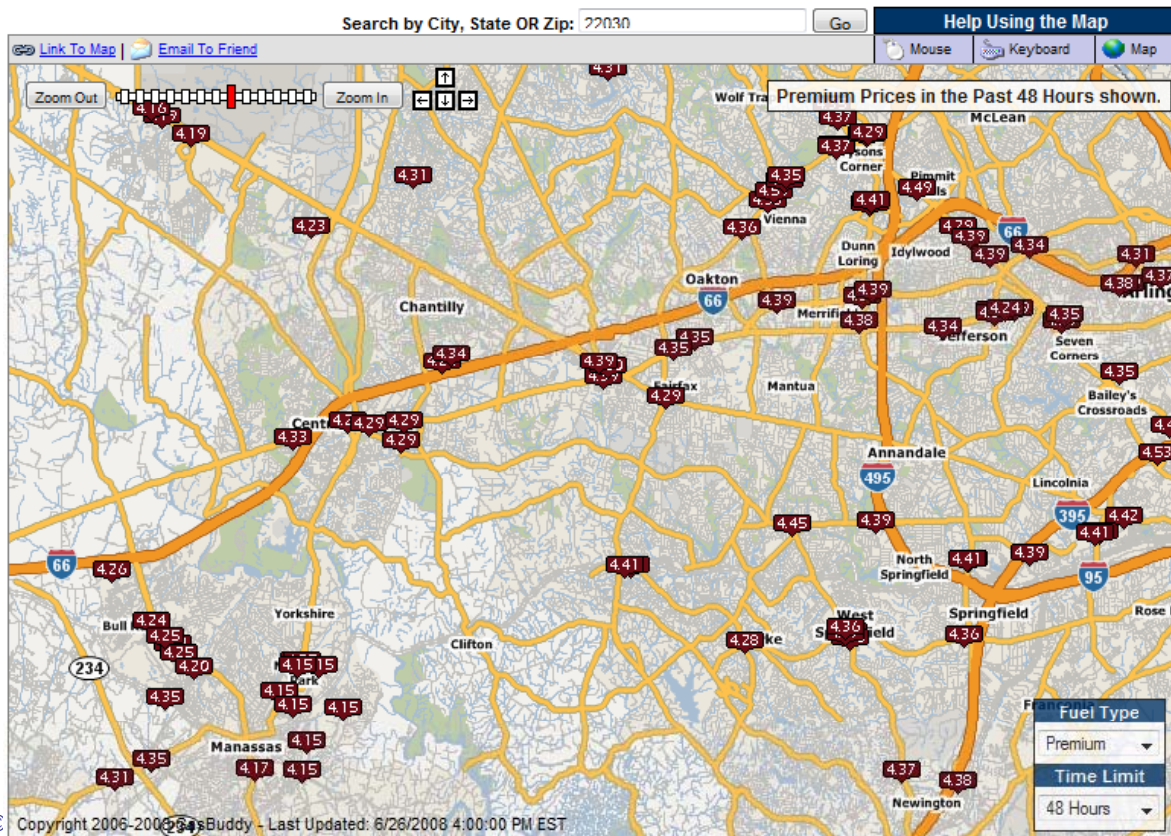 Search by City, State OR Zip: 22030 Go
Help Using the Map
Link To Map | Email To Friend
Mouse Keyboard Map
4.31
Zoom Out Zoom In
Premium Prices in the Past 48 Hours shown.
Wolf
4.16
McLean
4.37
4.19
4.29
4.37
Corner
4.31
4.35
Pimmit
4.49
4.41
Vienna
4.23
4.36
4.39
4.34
Dunn
Loring
Idylwood
4.39
4.31
66
Oakton
4.38
66
4.39
4.39
Chantilly
Merrifield
4.38
4.34
4.35
Jefferson
Seven
Corners
4.35
4.35
4.34
4.39
4.35
Fairfax
Mantua
4.29
Bailey's
Crossroads
4.29
4.29
4.33
4.29
4.53
Annandale
495
Lincolnia
395
4.42
4.45
4.39
4.41
4.39
North
Springfield
4.41
66
4.26
4.41
95
Yorkshire
Springfield
Rose
4.24
West
4.36
4.36
4.25
4.28
Clifton
4.25
4.20
234
4.15
Park
4.35
4.15
4.15
4.15
Fuel Type
Premium
4.15
Manassas
4.35
4.17
4.15
4.31
4.37
4.38
Time Limit
48 Hours
Newington
Copyright 2006-2008 GasBuddy - Last Updated: 6/26/2008 4:00:00 PM EST